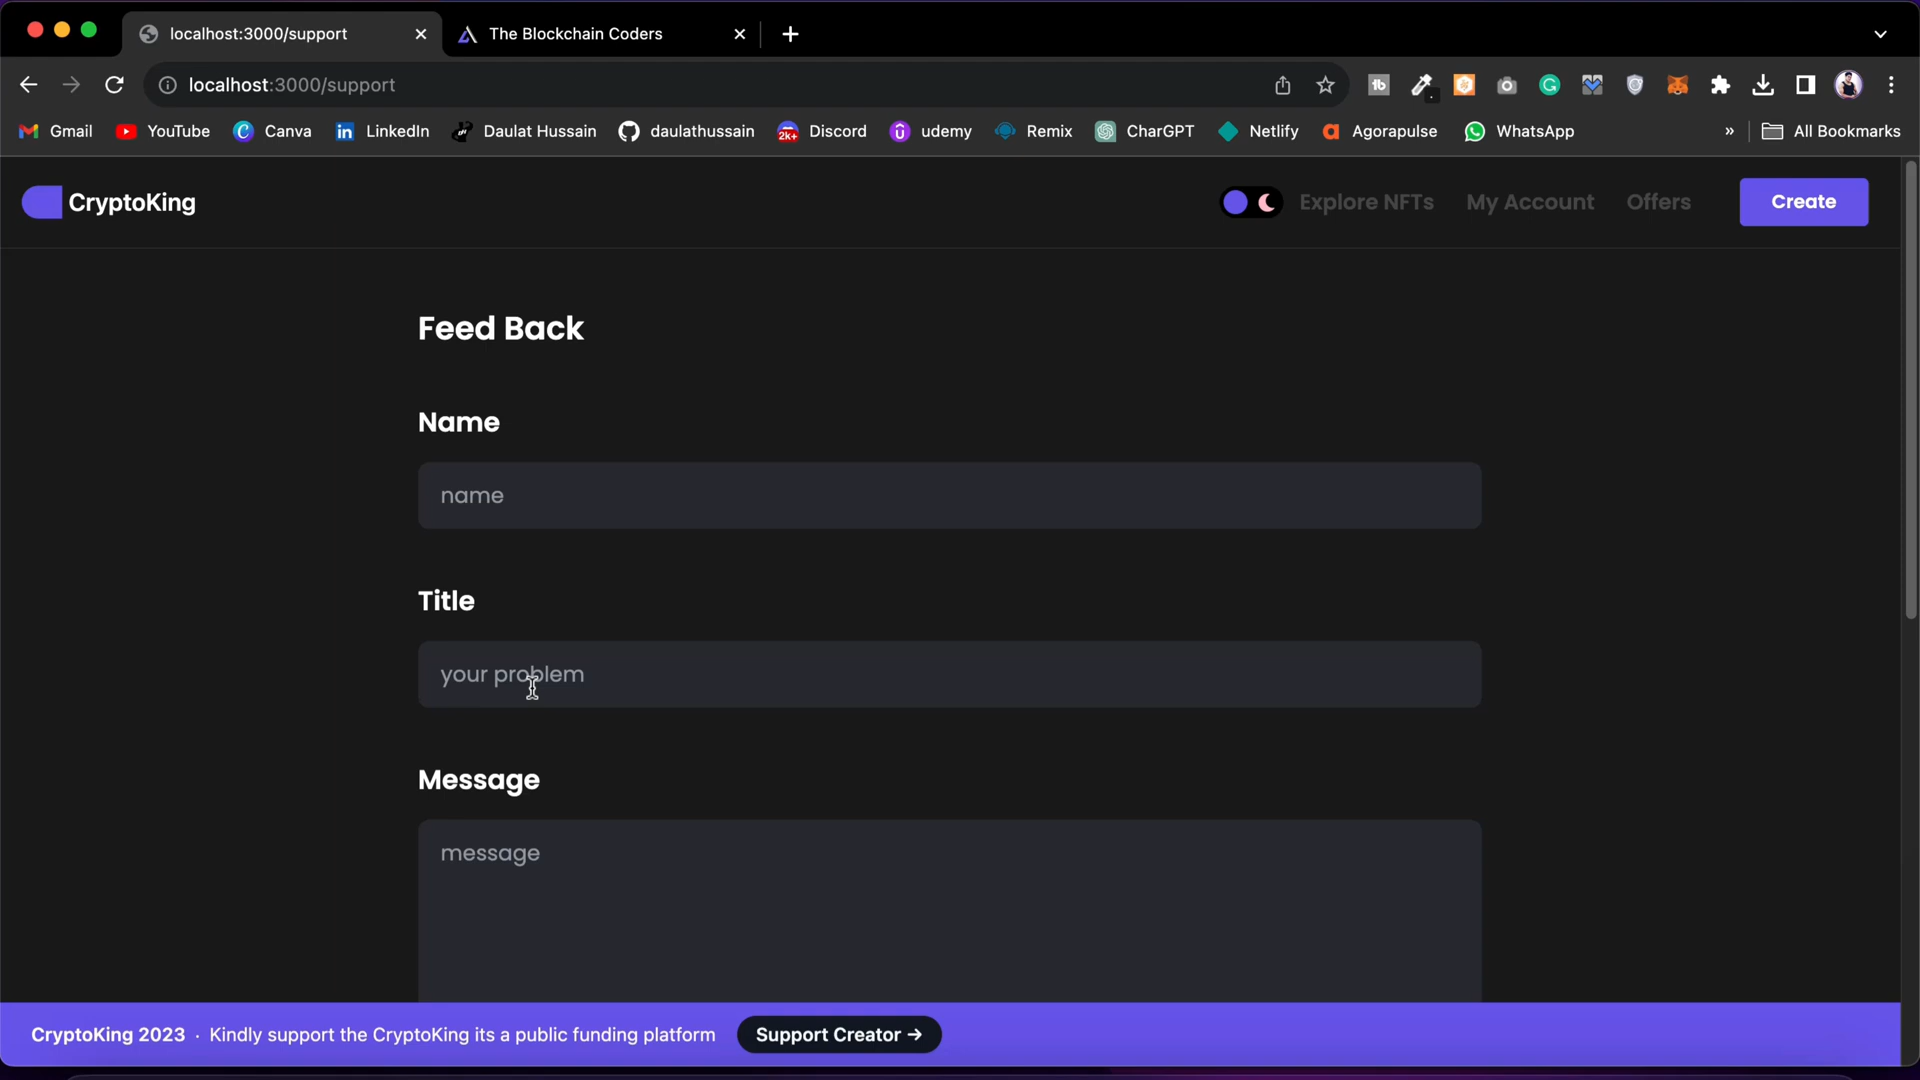 localhost:3000/support
The Blockchain Coders
localhost:3000/support
Gmail
YouTube
Canva
LinkedIn
Daulat Hussain
daulathussain
2k+
Discord
udemy
Remix
CharGPT
Netlify
Agorapulse
WhatsApp
»
All Bookmarks
CryptoKing
Explore NFTs
My Account
Offers
Create
Feed Back
Name
name
Title
your problem
Message
message
CryptoKing 2023 · Kindly support the CryptoKing its a public funding platform
Support Creator →